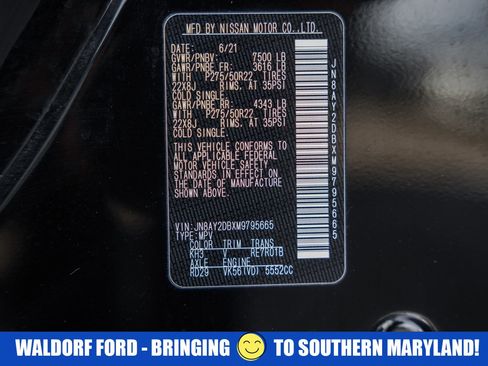 MFD BY NISSAN MOTOR CO.,LTD.
DATE: 6/21
GVWR/PNBV: 7500 LB
GAWR/PNBE FR: 3616 LB
WITH P275/50R22 TIRES
22X8J RIMS, AT 35PSI
COLD SINGLE
GAWR/PNBE RR: 4343 LB
WITH P275/50R22 TIRES
22X8J RIMS, AT 35PSI
COLD SINGLE
THIS VEHICLE CONFORMS TO
ALL APPLICABLE FEDERAL
MOTOR VEHICLE SAFETY
STANDARDS IN EFFECT ON
THE DATE OF MANUFACTURE
SHOWN ABOVE.
VIN: JN8AY2DBXM9795665
TYPE: MPV
COLOR TRIM TRANS
KH3 V RE7R01B
AXLE ENGINE
RD29 VK56(VD) 5552CC
JN8AY2DBXM9795665
WALDORF FORD - BRINGING 😊 TO SOUTHERN MARYLAND!